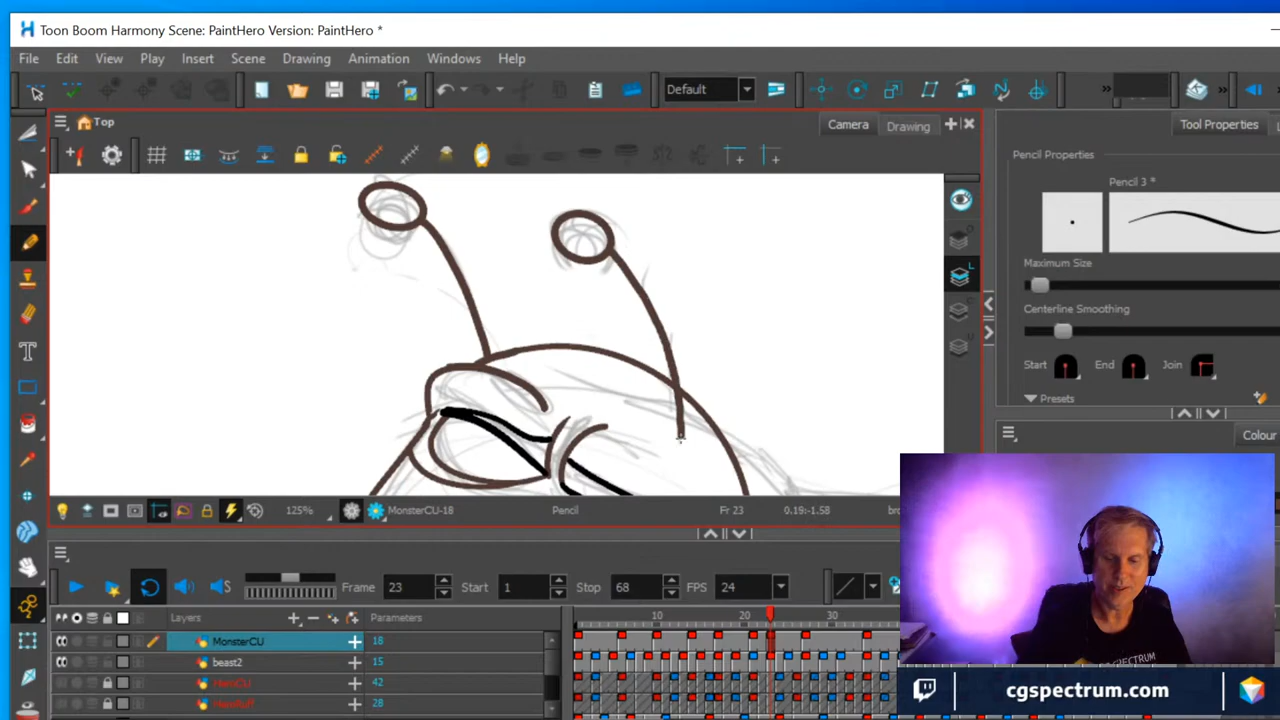 Toon Boom Harmony Scene: PaintHero Version: PaintHero *
File Edit View Play Insert Scene Drawing Animation Windows Help
Default
Top
Camera Drawing
Tool Properties
Pencil Properties
Pencil 3 *
Maximum Size
Centerline Smoothing
Start End Join
Presets
Colour
125% MonsterCU-18 Pencil Fr 23 0.19:-1.58
Frame 23 Start 1 Stop 68 FPS 24
Layers Parameters
10 20 30
MonsterCU 18
beast2 15
42
28
cgspectrum.com